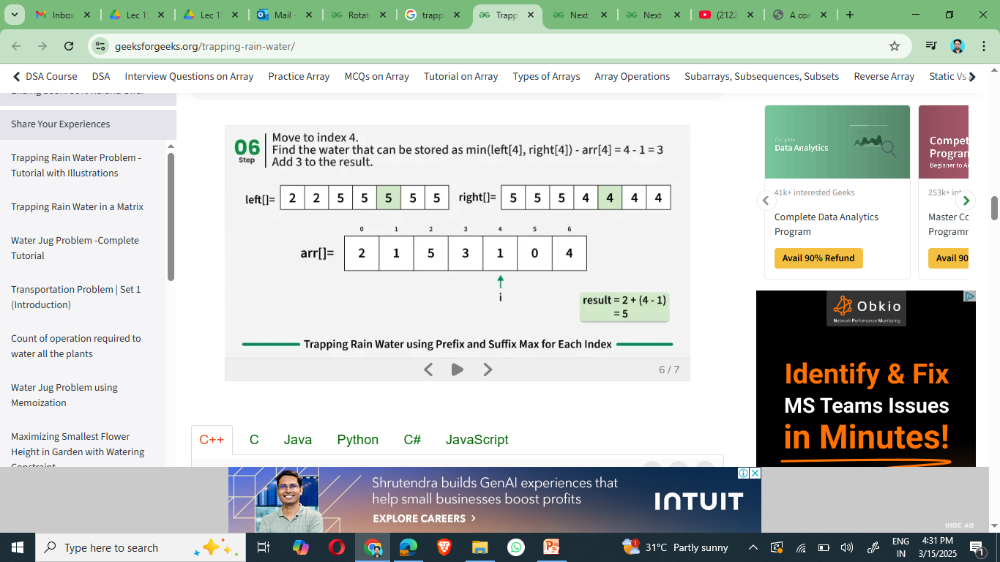 Inbox
Lec 1
Lec 1
Mail -
Rotat
trapp
Trapp
Next
Next
(2122
A con
geeksforgeeks.org/trapping-rain-water/
DSA Course DSA Interview Questions on Array Practice Array MCQs on Array Tutorial on Array Types of Arrays Array Operations Subarrays, Subsequences, Subsets Reverse Array Static Vs
Share Your Experiences
Trapping Rain Water Problem -
Tutorial with Illustrations
Trapping Rain Water in a Matrix
Water Jug Problem -Complete
Tutorial
Transportation Problem | Set 1
(Introduction)
Count of operation required to
water all the plants
Water Jug Problem using
Memoization
Maximizing Smallest Flower
Height in Garden with Watering
Constraint
06
Step
Move to index 4.
Find the water that can be stored as min(left[4], right[4]) - arr[4] = 4 - 1 = 3
Add 3 to the result.
left[]= 2 2 5 5 5 5 5 right[]= 5 5 5 4 4 4 4
0 1 2 3 4 5 6
arr[]= 2 1 5 3 1 0 4
i
result = 2 + (4 - 1)
= 5
Trapping Rain Water using Prefix and Suffix Max for Each Index
6 / 7
C++ C Java Python C# JavaScript
Complete
Data Analytics
41k+ interested Geeks
Complete Data Analytics
Program
Avail 90% Refund
Compet
Progran
Beginner to A
253k+ int
Master Co
Programr
Avail 90
Obkio
Network Performance Monitoring
Identify & Fix
MS Teams Issues
in Minutes!
Shrutendra builds GenAI experiences that
help small businesses boost profits
EXPLORE CAREERS >
INTUIT
HIDE AD
Type here to search
1
31°C Partly sunny
ENG
IN
4:31 PM
3/15/2025
1